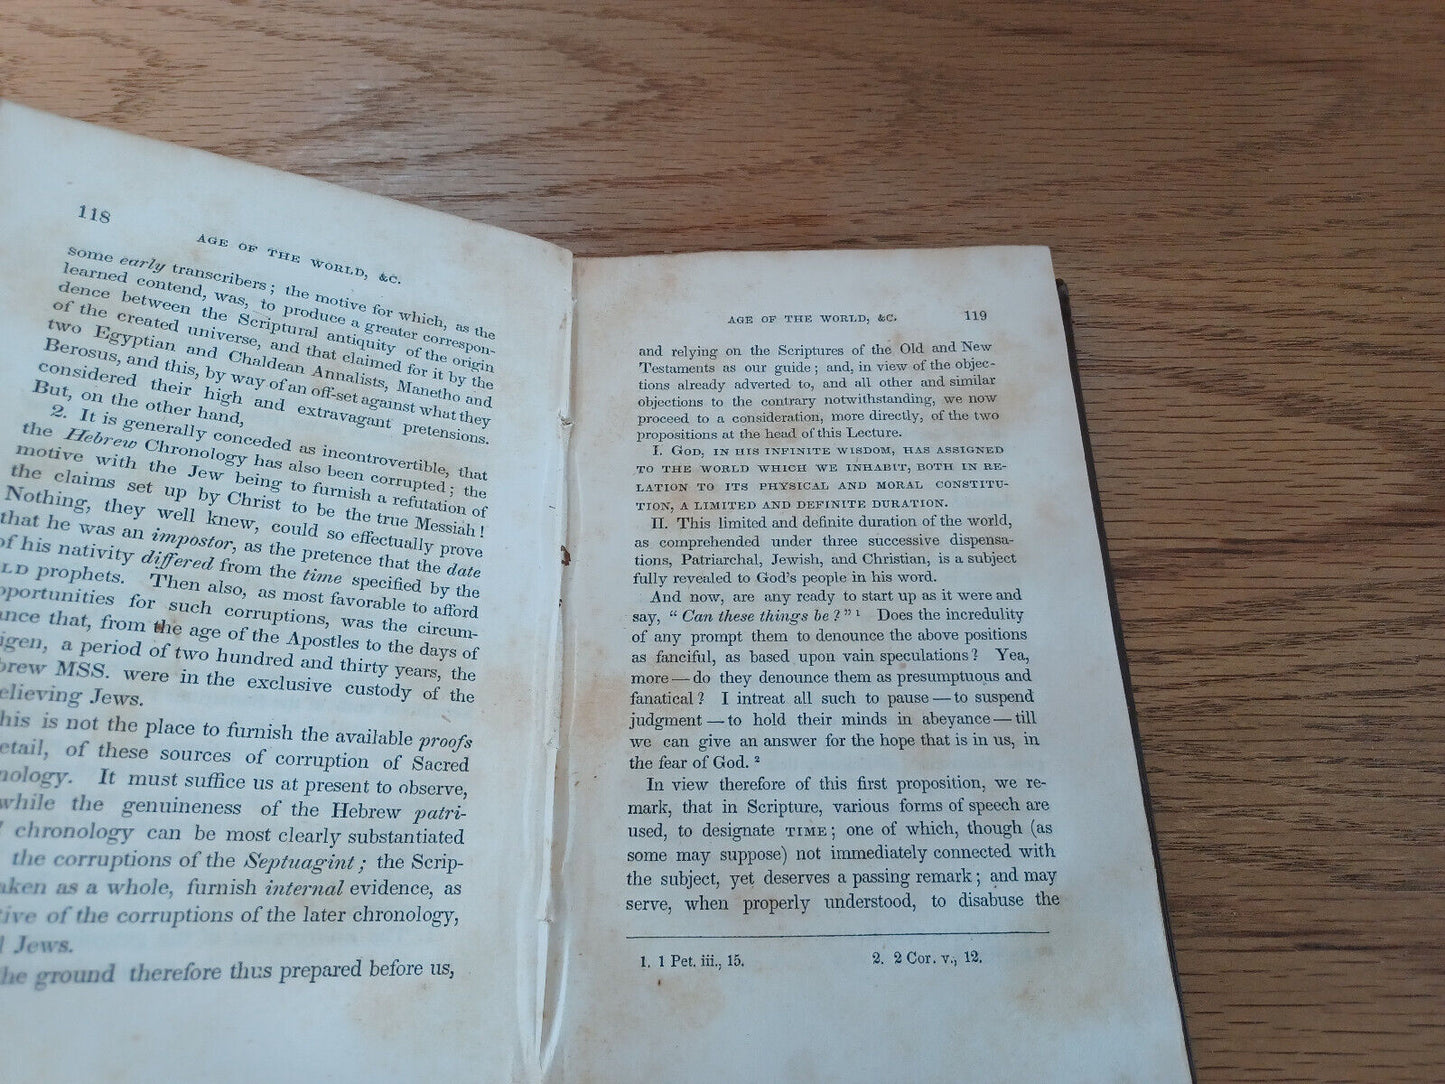 118
AGE OF THE WORLD, &C.
some early transcribers; the motive for which, as the
learned contend, was, to produce a greater correspon-
dence between the Scriptural antiquity of the origin
of the created universe, and that claimed for it by the
two Egyptian and Chaldean Annalists, Manetho and
Berosus, and this, by way of an off-set against what they
considered their high and extravagant pretensions.
But, on the other hand,
2. It is generally conceded as incontrovertible, that
the Hebrew Chronology has also been corrupted; the
motive with the Jew being to furnish a refutation of
the claims set up by Christ to be the true Messiah!
Nothing, they well knew, could so effectually prove
that he was an impostor, as the pretence that the date
of his nativity differed from the time specified by the
LD prophets. Then also, as most favorable to afford
pportunities for such corruptions, was the circum-
ance that, from the age of the Apostles to the days of
igen, a period of two hundred and thirty years, the
brew MSS. were in the exclusive custody of the
elieving Jews.
his is not the place to furnish the available proofs
etail, of these sources of corruption of Sacred
nology. It must suffice us at present to observe,
while the genuineness of the Hebrew patri-
l chronology can be most clearly substantiated
the corruptions of the Septuagint; the Scrip-
aken as a whole, furnish internal evidence, as
tive of the corruptions of the later chronology,
l Jews.
he ground therefore thus prepared before us,
AGE OF THE WORLD, &C. 119
and relying on the Scriptures of the Old and New
Testaments as our guide; and, in view of the objec-
tions already adverted to, and all other and similar
objections to the contrary notwithstanding, we now
proceed to a consideration, more directly, of the two
propositions at the head of this Lecture.
I. GOD, IN HIS INFINITE WISDOM, HAS ASSIGNED
TO THE WORLD WHICH WE INHABIT, BOTH IN RE-
LATION TO ITS PHYSICAL AND MORAL CONSTITU-
TION, A LIMITED AND DEFINITE DURATION.
II. This limited and definite duration of the world,
as comprehended under three successive dispensa-
tions, Patriarchal, Jewish, and Christian, is a subject
fully revealed to God's people in his word.
And now, are any ready to start up as it were and
say, "Can these things be?"¹ Does the incredulity
of any prompt them to denounce the above positions
as fanciful, as based upon vain speculations? Yea,
more—do they denounce them as presumptuous and
fanatical? I intreat all such to pause—to suspend
judgment—to hold their minds in abeyance—till
we can give an answer for the hope that is in us, in
the fear of God.²
In view therefore of this first proposition, we re-
mark, that in Scripture, various forms of speech are
used, to designate TIME; one of which, though (as
some may suppose) not immediately connected with
the subject, yet deserves a passing remark; and may
serve, when properly understood, to disabuse the
1. 1 Pet. iii., 15. 2. 2 Cor. v., 12.